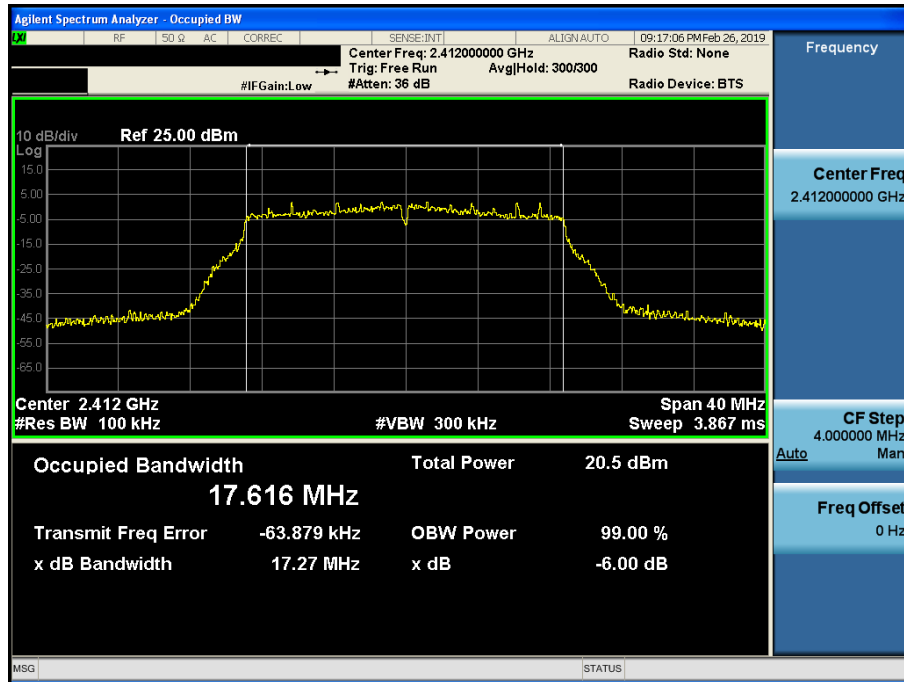 Agilent Spectrum Analyzer - Occupied BW
LXI RF 50 Ω AC CORREC SENSE:INT ALIGN AUTO 09:17:06 PM Feb 26, 2019
Center Freq: 2.412000000 GHz Radio Std: None
Trig: Free Run Avg|Hold: 300/300
#IFGain:Low #Atten: 36 dB Radio Device: BTS
10 dB/div Ref 25.00 dBm
Log
15.0
5.00
-5.00
-15.0
-25.0
-35.0
-45.0
-55.0
-65.0
Center 2.412 GHz Span 40 MHz
#Res BW 100 kHz #VBW 300 kHz Sweep 3.867 ms
Occupied Bandwidth Total Power 20.5 dBm
17.616 MHz
Transmit Freq Error -63.879 kHz OBW Power 99.00 %
x dB Bandwidth 17.27 MHz x dB -6.00 dB
Frequency
Center Freq
2.412000000 GHz
CF Step
4.000000 MHz
Auto Man
Freq Offset
0 Hz
MSG STATUS